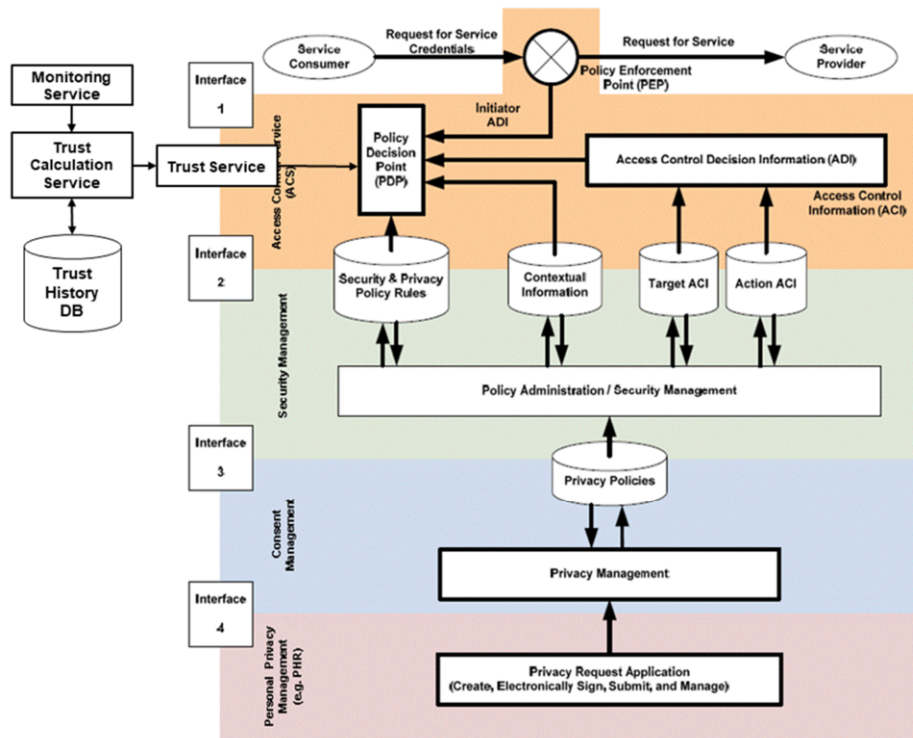 Service
Consumer
Request for Service
Credentials
Request for Service
Service
Provider
Policy Enforcement
Point (PEP)
Monitoring
Service
Interface
1
Initiator
ADI
Policy
Decision
Point
(PDP)
Trust
Calculation
Service
Trust Service
(ACS)
Access Control Decision Information (ADI)
Access Control
Information (ACI)
Interface
2
Trust
History
DB
Security & Privacy
Policy Rules
Contextual
Information
Target ACI
Action ACI
Security Management
Policy Administration / Security Management
Interface
3
Privacy Policies
Consent
Management
Privacy Management
Interface
4
Personal Privacy
Management
(e.g. PHR)
Privacy Request Application
(Create, Electronically Sign, Submit, and Manage)